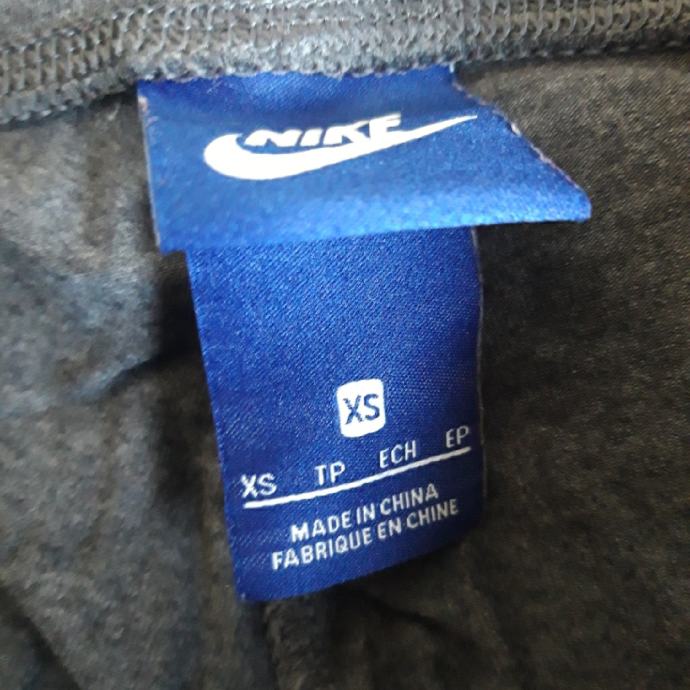 NIKE
XS
XS TP ECH EP
MADE IN CHINA
FABRIQUE EN CHINE